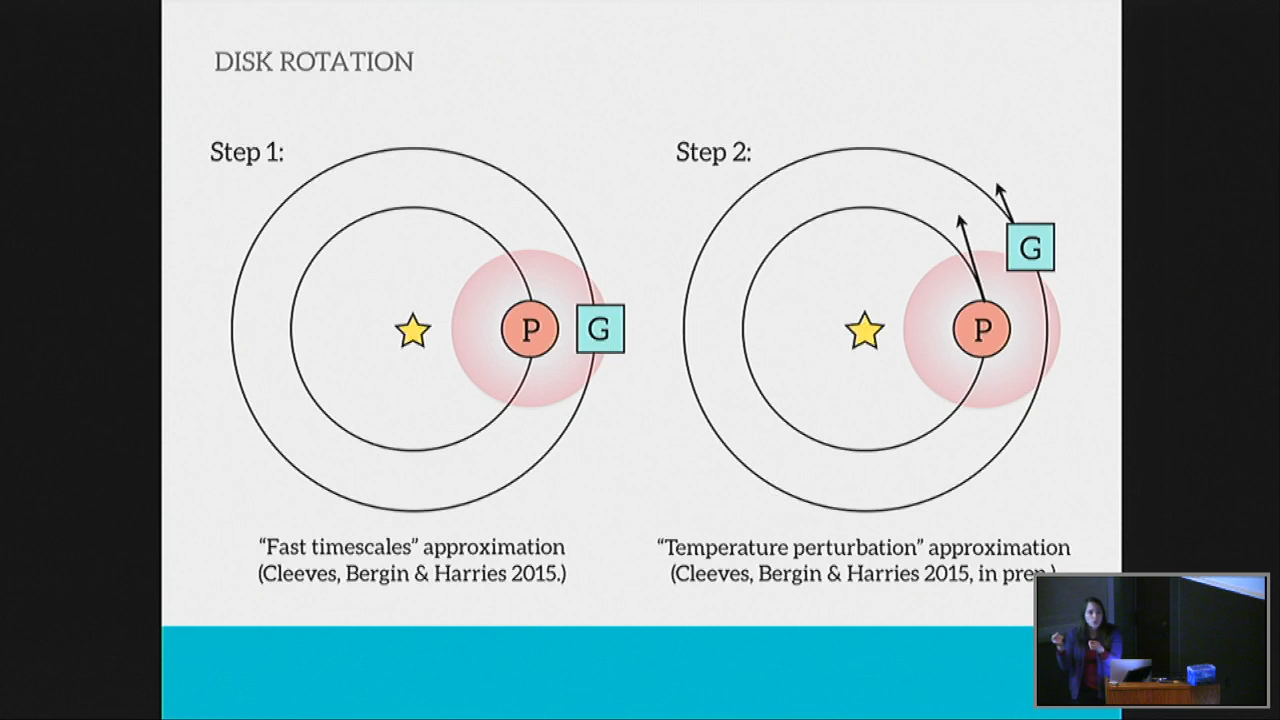 DISK ROTATION
Step 1:
Step 2:
P
G
P
G
“Fast timescales” approximation
(Cleeves, Bergin & Harries 2015.)
“Temperature perturbation” approximation
(Cleeves, Bergin & Harries 2015, in prep.)